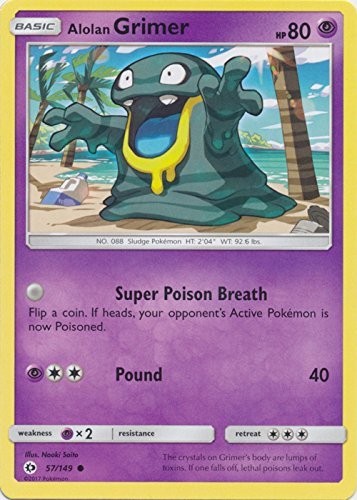 BASIC
Alolan Grimer HP 80
NO. 088 Sludge Pokémon HT: 2'04" WT: 92.6 lbs.
Super Poison Breath
Flip a coin. If heads, your opponent's Active Pokémon is
now Poisoned.
Pound 40
weakness ×2 resistance retreat
Illus. Naoki Saito
57/149
©2017 Pokémon
The crystals on Grimer's body are lumps of
toxins. If one falls off, lethal poisons leak out.